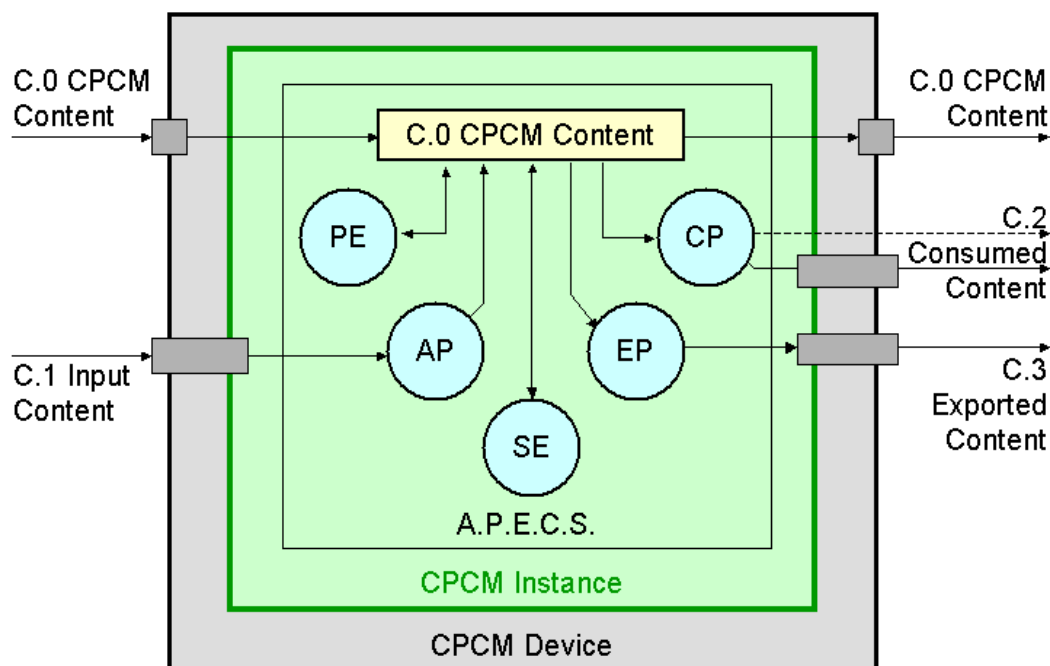 C.0 CPCM
Content
C.0 CPCM
Content
C.0 CPCM Content
PE
CP
C.2
Consumed
Content
AP
EP
C.1 Input
Content
C.3
Exported
Content
SE
A.P.E.C.S.
CPCM Instance
CPCM Device